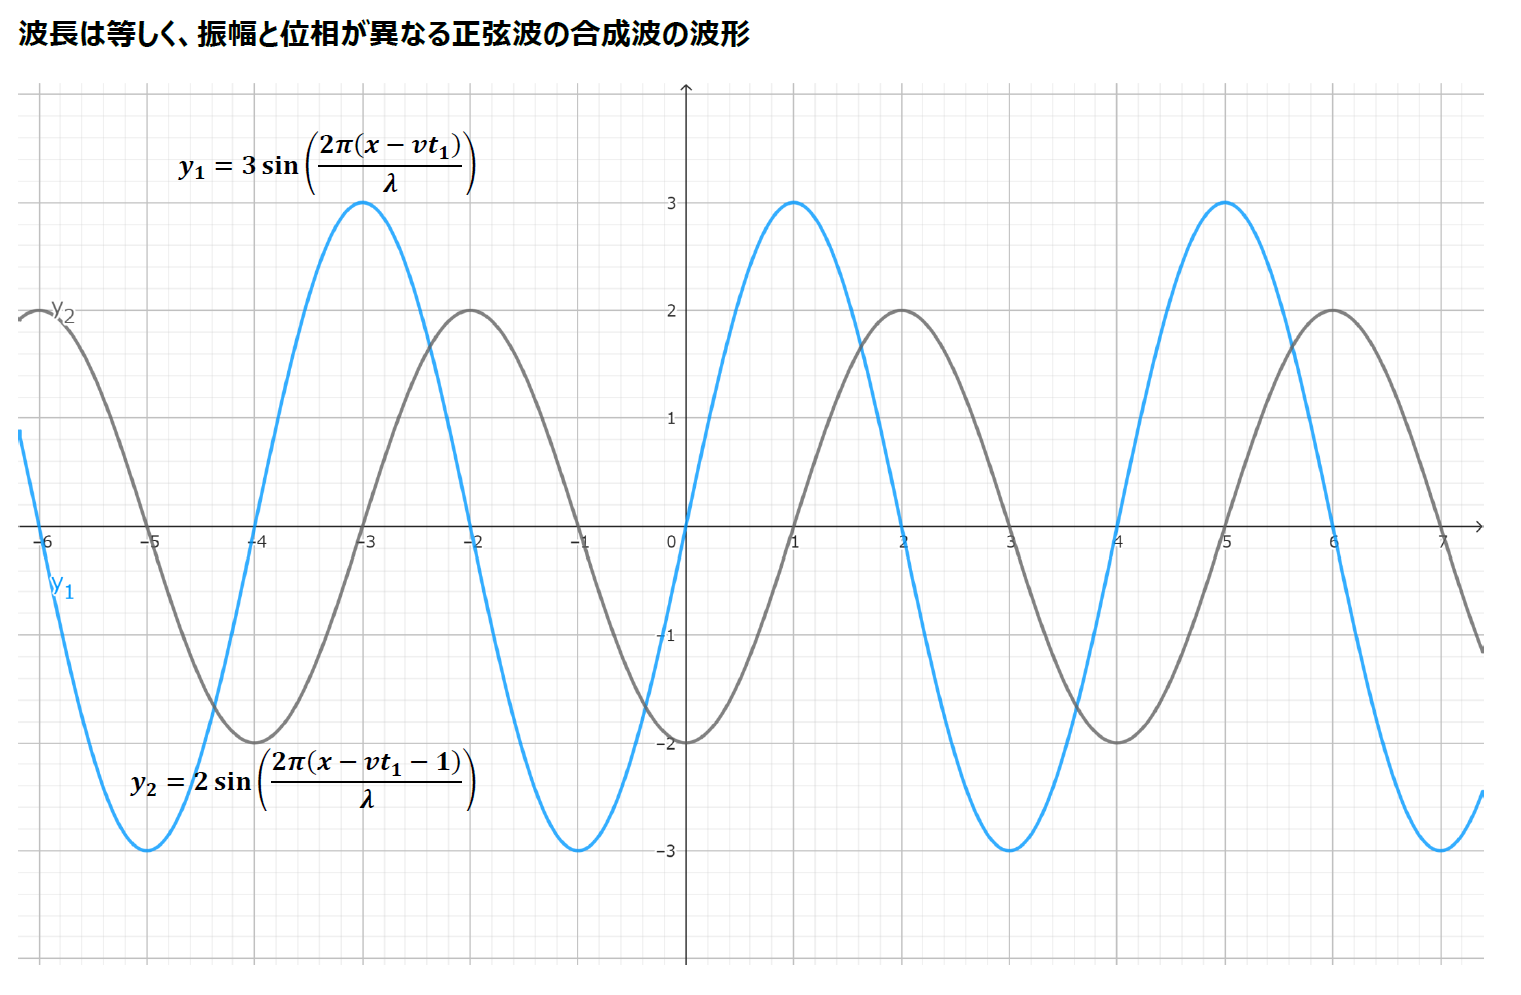 波長は等しく、振幅と位相が異なる正弦波の合成波の波形
y₁ = 3 sin(2π(x − vt₁)/λ)
3
y₂
2
1
-6 -5 -4 -3 -2 -1 0 1 2 3 4 5 6 7
y₁
-1
-2
y₂ = 2 sin(2π(x − vt₁ − 1)/λ)
-3